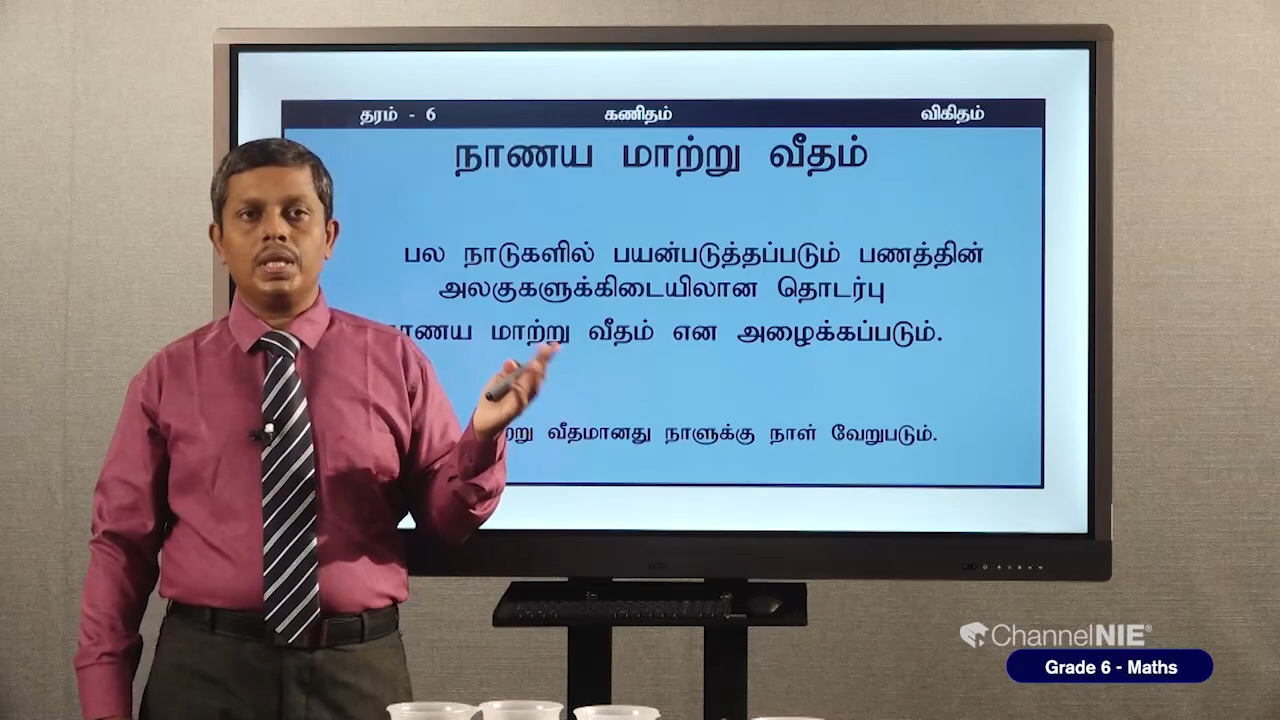 தரம் - 6 கணிதம் விகிதம்
நாணய மாற்று வீதம்
பல நாடுகளில் பயன்படுத்தப்படும் பணத்தின்
அலகுகளுக்கிடையிலான தொடர்பு
மாற்று வீதம் என அழைக்கப்படும்.
வீதமானது நாளுக்கு நாள் வேறுபடும்.
ChannelNIE®
Grade 6 - Maths